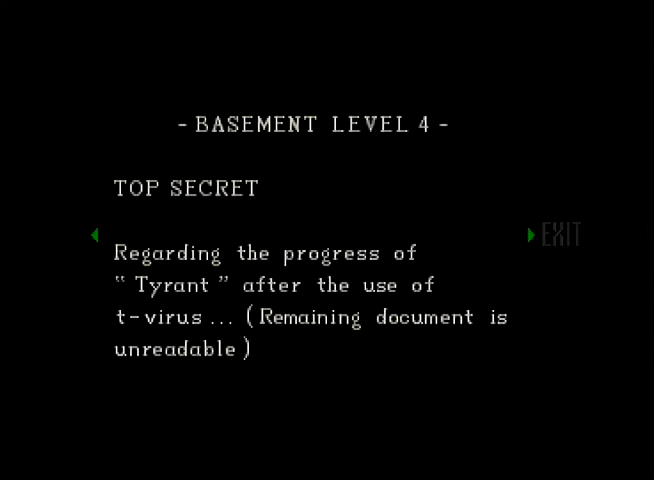 - BASEMENT LEVEL 4 -
TOP SECRET
EXIT
Regarding the progress of
“ Tyrant ” after the use of
t-virus ... ( Remaining document is
unreadable )